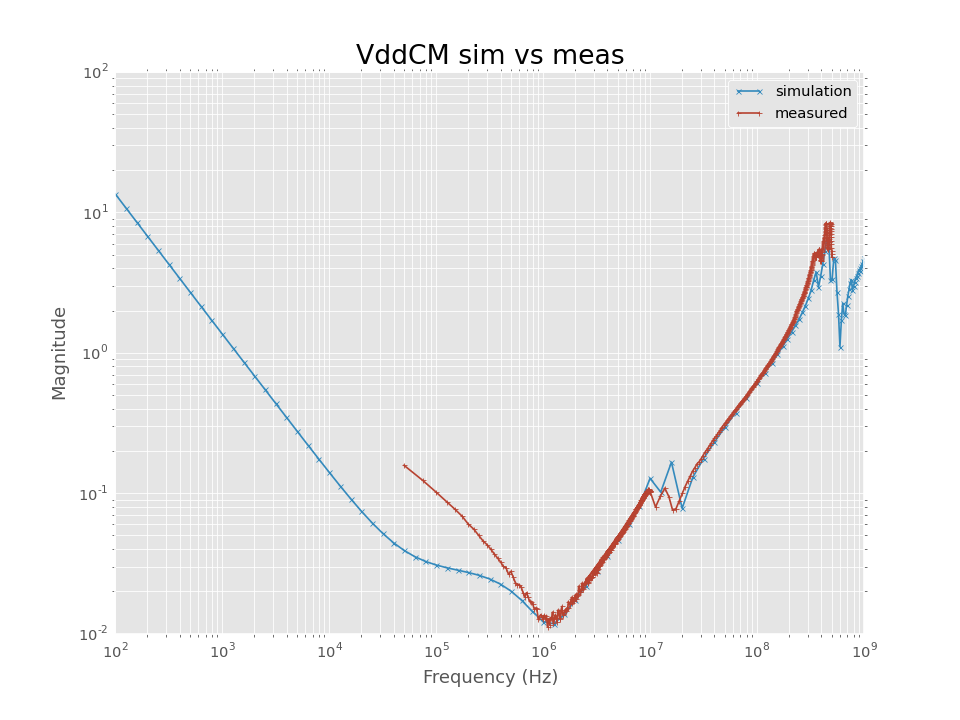 VddCM sim vs meas
simulation
measured
Magnitude
10^2
10^1
10^0
10^-1
10^-2
10^2 10^3 10^4 10^5 10^6 10^7 10^8 10^9
Frequency (Hz)